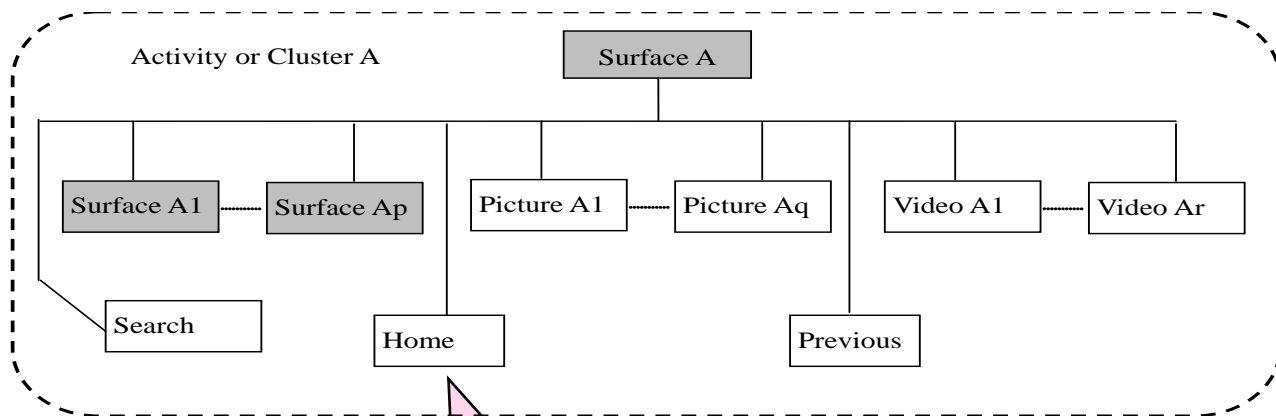 Activity or Cluster A
Surface A
Surface A1
Surface Ap
Picture A1
Picture Aq
Video A1
Video Ar
Search
Home
Previous